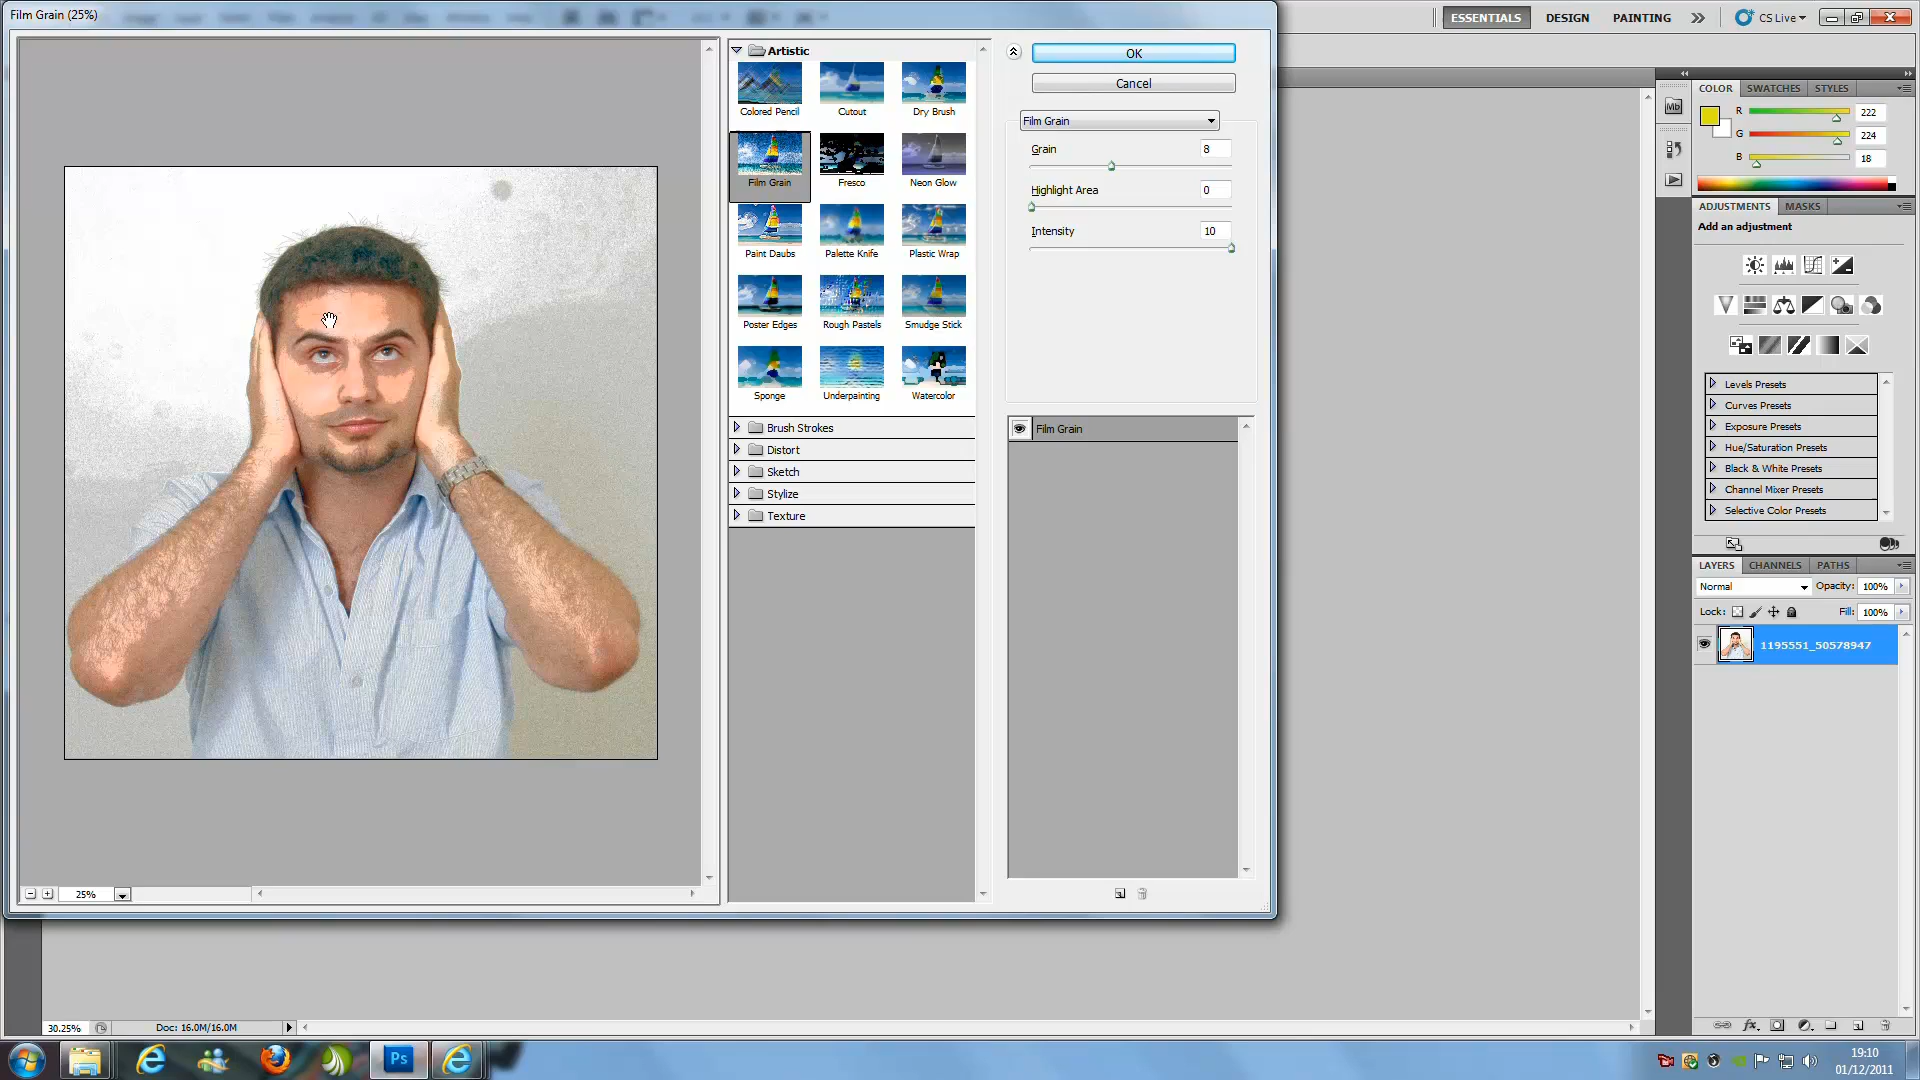 Film Grain (25%)
ESSENTIALS DESIGN PAINTING CS Live
Artistic
Colored Pencil Cutout Dry Brush
Film Grain Fresco Neon Glow
Paint Daubs Palette Knife Plastic Wrap
Poster Edges Rough Pastels Smudge Stick
Sponge Underpainting Watercolor
Brush Strokes
Distort
Sketch
Stylize
Texture
OK
Cancel
Film Grain
Grain 8
Highlight Area 0
Intensity 10
Film Grain
25%
COLOR SWATCHES STYLES
R 222
G 224
B 18
Mb
ADJUSTMENTS MASKS
Add an adjustment
Levels Presets
Curves Presets
Exposure Presets
Hue/Saturation Presets
Black & White Presets
Channel Mixer Presets
Selective Color Presets
LAYERS CHANNELS PATHS
Normal Opacity: 100%
Lock: Fill: 100%
1195551_50578947
fx
30.25% Doc: 16.0M/16.0M
Ps
19:10
01/12/2011